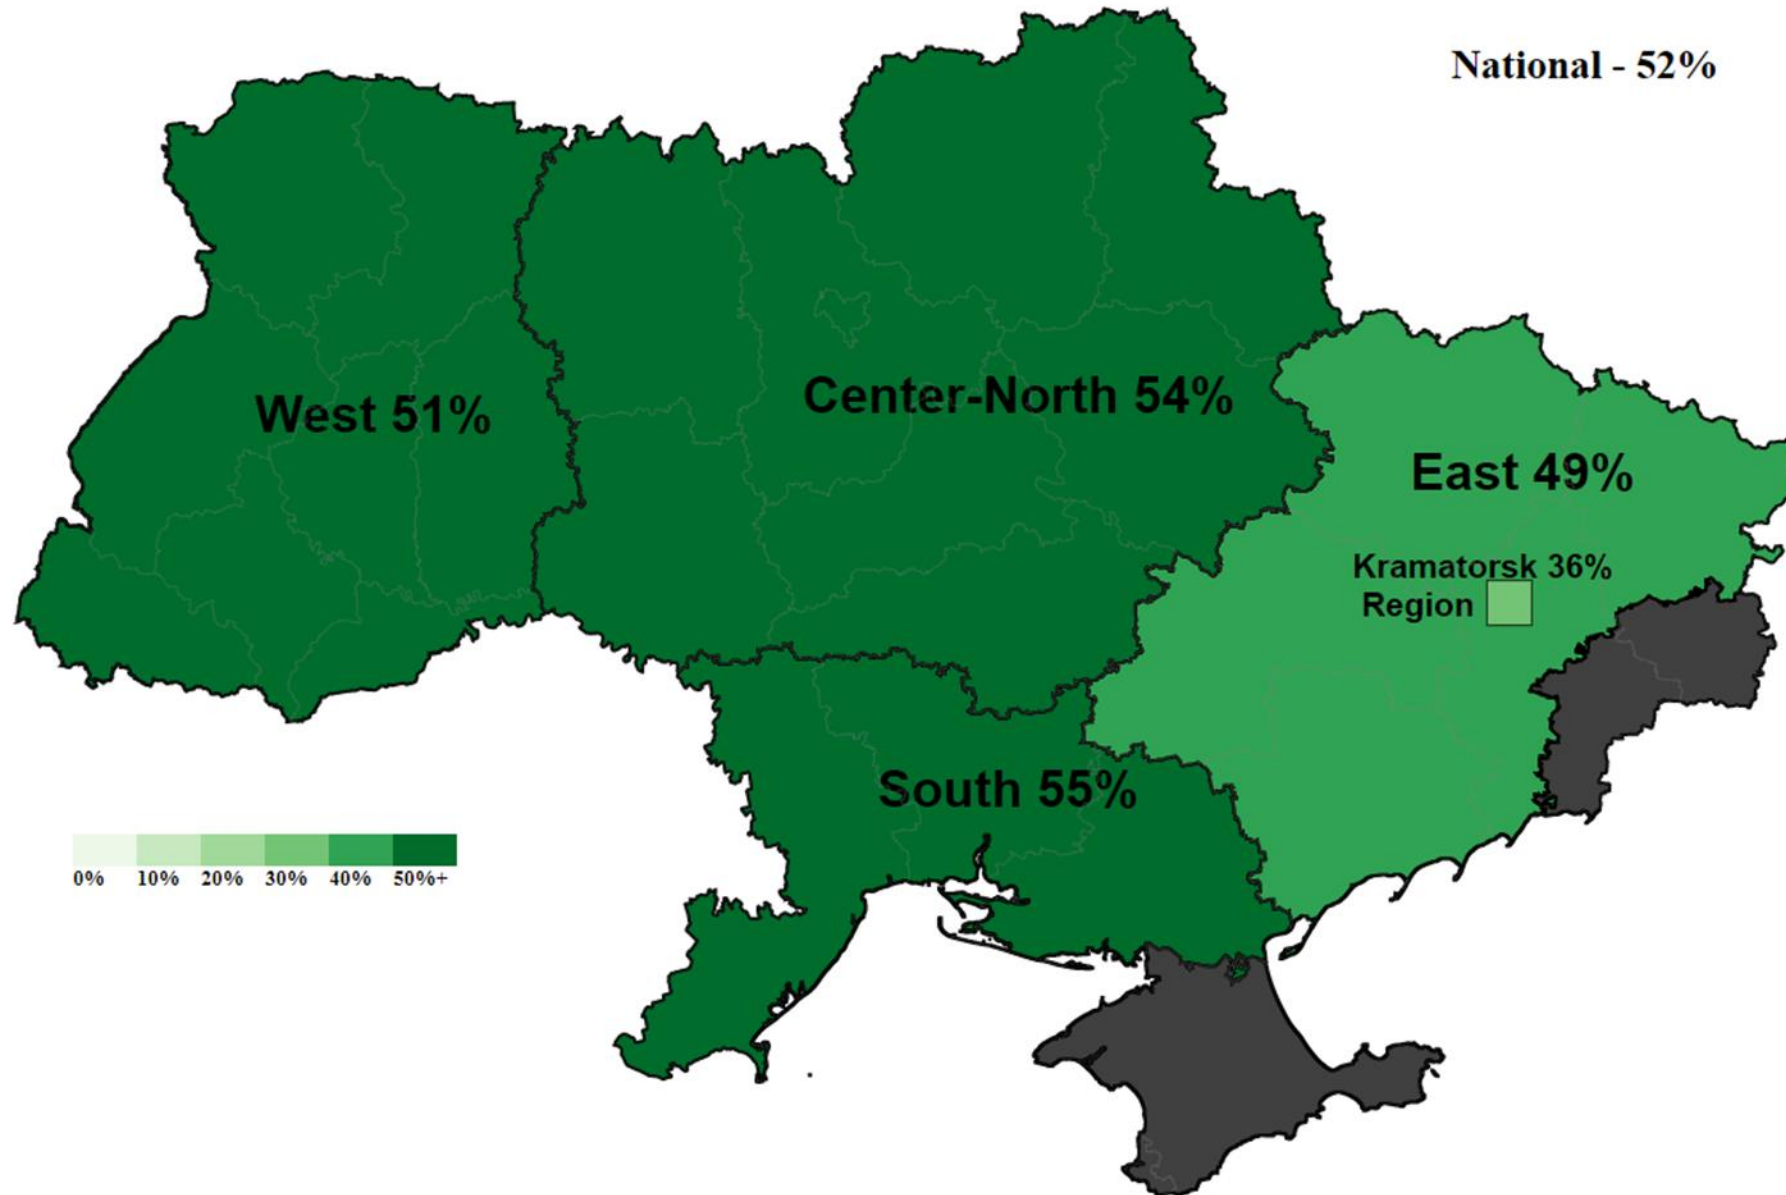 National - 52%
West 51%
Center-North 54%
East 49%
Kramatorsk 36%
Region
South 55%
0% 10% 20% 30% 40% 50%+